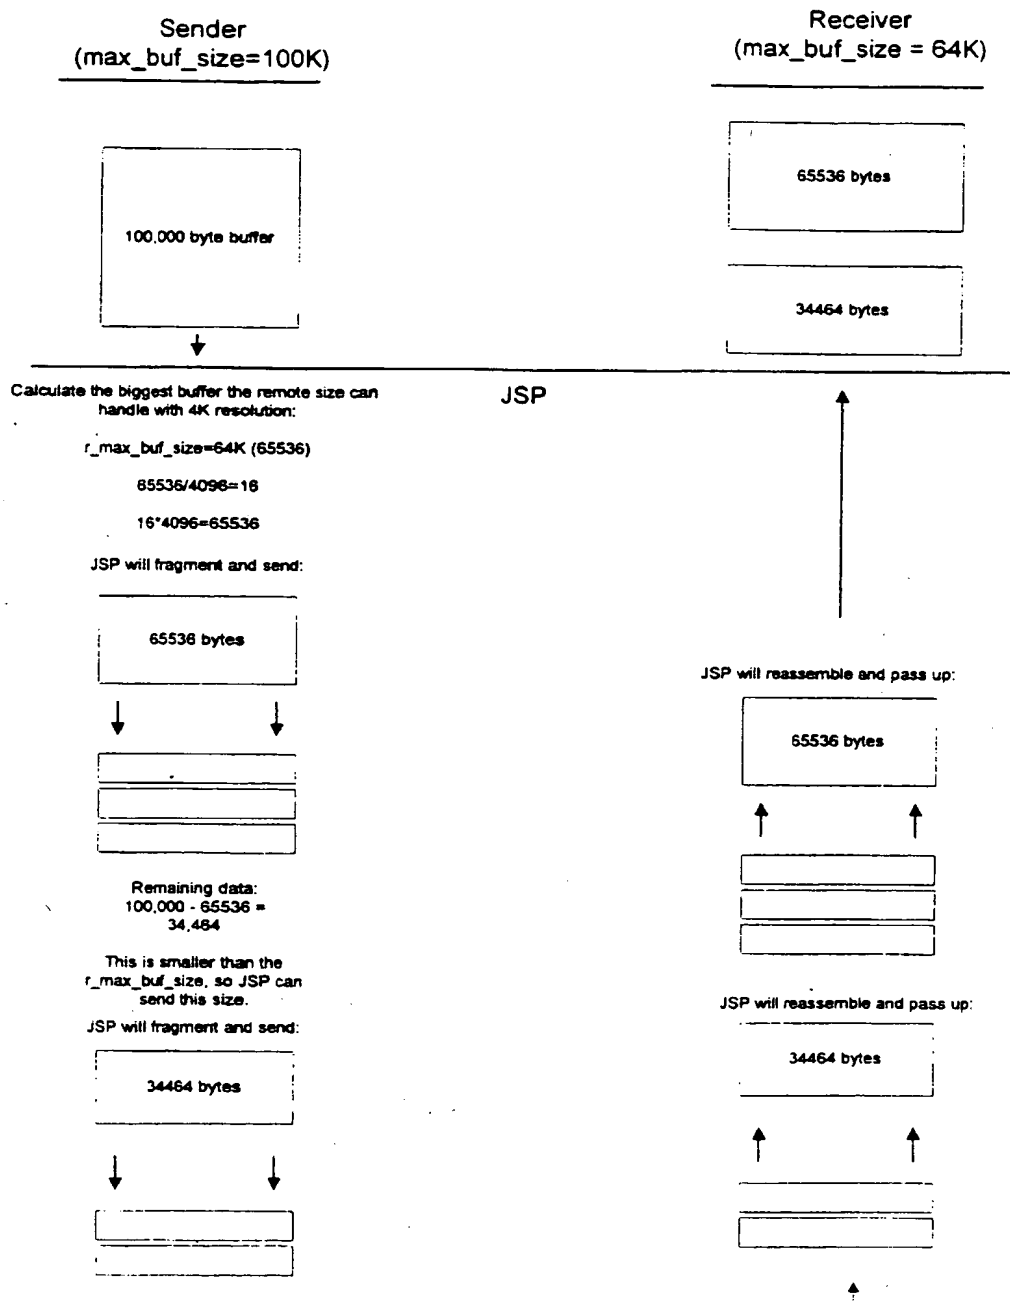 Sender
(max_buf_size=100K)
Receiver
(max_buf_size = 64K)
100,000 byte buffer
65536 bytes
34464 bytes
JSP
Calculate the biggest buffer the remote size can
handle with 4K resolution:
r_max_buf_size=64K (65536)
65536/4096=16
16*4096=65536
JSP will fragment and send:
65536 bytes
Remaining data:
100,000 - 65536 =
34,464
This is smaller than the
r_max_buf_size, so JSP can
send this size.
JSP will fragment and send:
34464 bytes
JSP will reassemble and pass up:
65536 bytes
JSP will reassemble and pass up:
34464 bytes